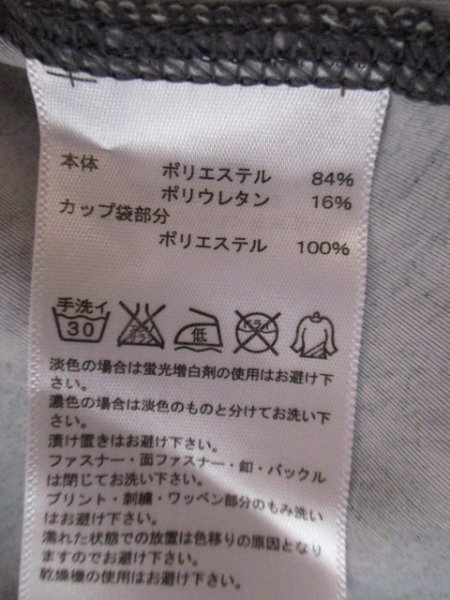 本体 ポリエステル 84%
ポリウレタン 16%
カップ袋部分
ポリエステル 100%
手洗イ
30 低 ドライ
淡色の場合は蛍光増白剤の使用はお避け下
さい。
濃色の場合は淡色のものと分けてお洗い下
さい。
漬け置きはお避け下さい。
ファスナー・面ファスナー・釦・バックル
は閉じてお洗い下さい。
プリント・刺繍・ワッペン部分のもみ洗い
はお避け下さい。
濡れた状態での放置は色移りの原因となり
ますのでお避け下さい。
乾燥機の使用はお避け下さい。